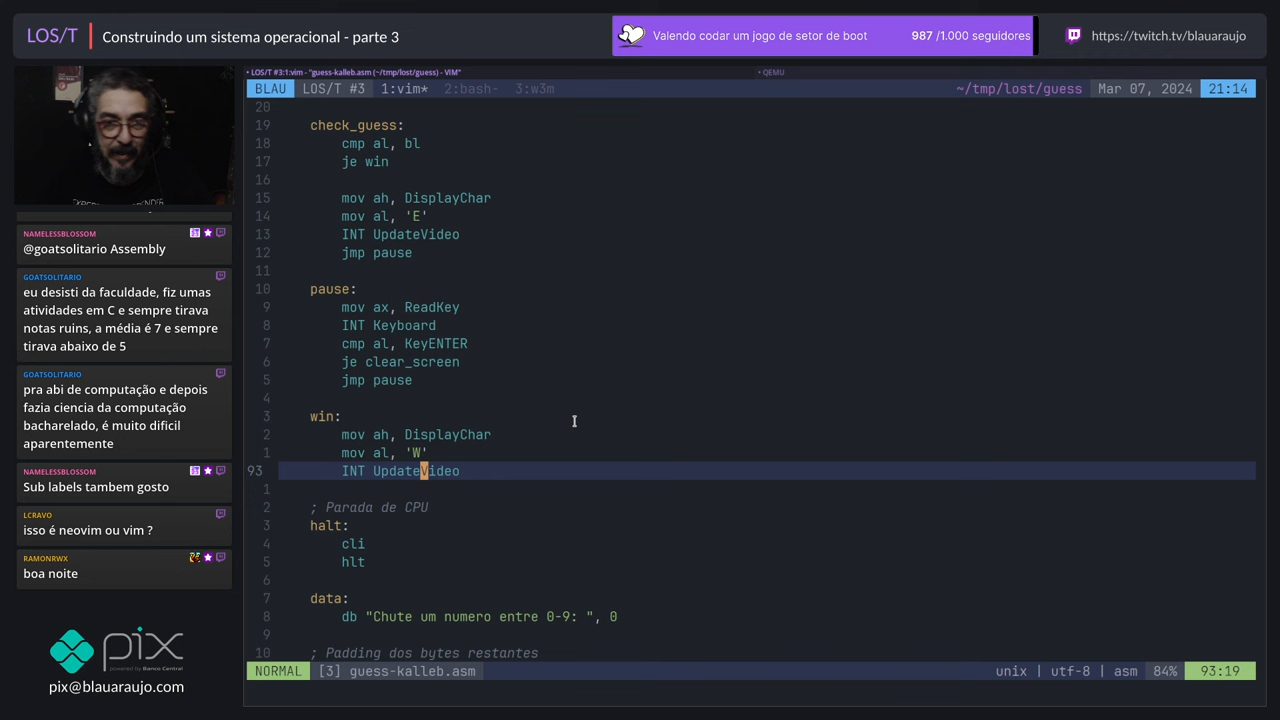 LOS/T | Construindo um sistema operacional - parte 3
Valendo codar um jogo de setor de boot 987 /1.000 seguidores
https://twitch.tv/blauaraujo
• LOS/T #3:1:vim - "guess-kalleb.asm (~/tmp/lost/guess) - VIM"
• QEMU
BLAU LOS/T #3 1:vim* 2:bash- 3:w3m ~/tmp/lost/guess Mar 07, 2024 21:14
20
19 check_guess:
18 cmp al, bl
17 je win
16
15 mov ah, DisplayChar
14 mov al, 'E'
13 INT UpdateVideo
12 jmp pause
11
10 pause:
9 mov ax, ReadKey
8 INT Keyboard
7 cmp al, KeyENTER
6 je clear_screen
5 jmp pause
4
3 win:
2 mov ah, DisplayChar
1 mov al, 'W'
93 INT UpdateVideo
1
2 ; Parada de CPU
3 halt:
4 cli
5 hlt
6
7 data:
8 db "Chute um numero entre 0-9: ", 0
9
10 ; Padding dos bytes restantes
NORMAL [3] guess-kalleb.asm unix | utf-8 | asm 84% 93:19
NAMELESSBLOSSOM
@goatsolitario Assembly
GOATSOLITARIO
eu desisti da faculdade, fiz umas
atividades em C e sempre tirava
notas ruins, a média é 7 e sempre
tirava abaixo de 5
GOATSOLITARIO
pra abi de computação e depois
fazia ciencia da computação
bacharelado, é muito dificil
aparentemente
NAMELESSBLOSSOM
Sub labels tambem gosto
LCRAVO
isso é neovim ou vim ?
RAMONRWX
boa noite
pix
powered by Banco Central
pix@blauaraujo.com